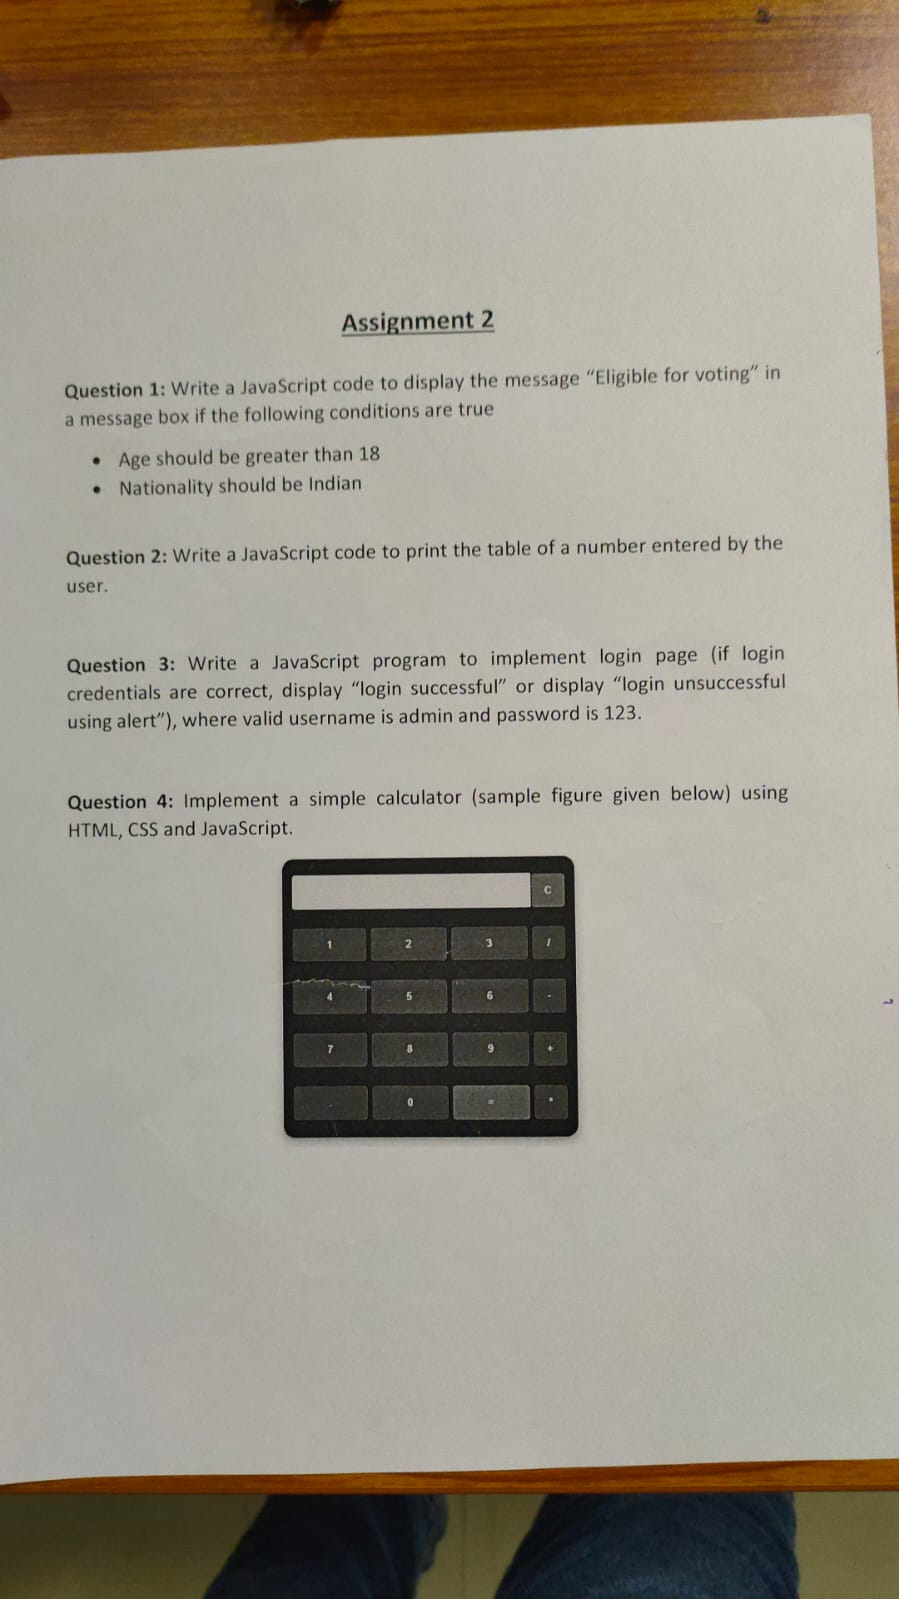 Assignment 2
Question 1: Write a JavaScript code to display the message “Eligible for voting” in
a message box if the following conditions are true
• Age should be greater than 18
• Nationality should be Indian
Question 2: Write a JavaScript code to print the table of a number entered by the
user.
Question 3: Write a JavaScript program to implement login page (if login
credentials are correct, display “login successful” or display “login unsuccessful
using alert”), where valid username is admin and password is 123.
Question 4: Implement a simple calculator (sample figure given below) using
HTML, CSS and JavaScript.
C
1 2 3 /
4 5 6 -
7 8 9 +
. 0 = *